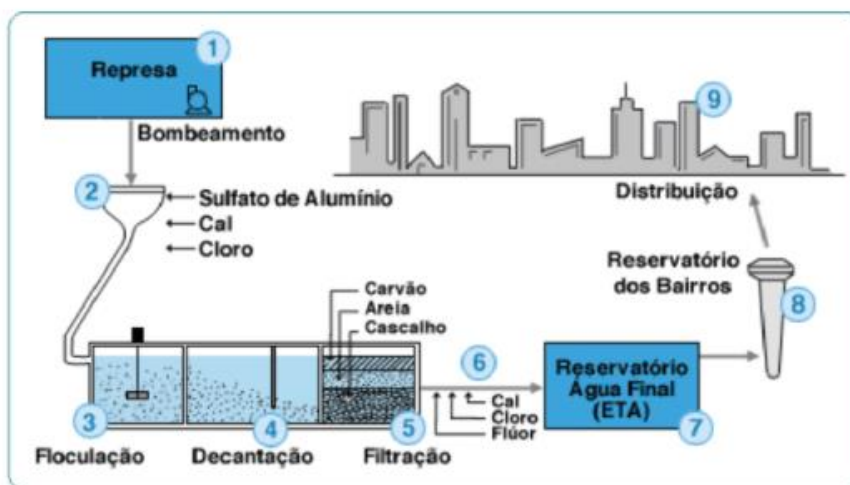 1
Represa
Bombeamento
2
Sulfato de Alumínio
Cal
Cloro
9
Distribuição
Reservatório
dos Bairros
8
Carvão
Areia
Cascalho
6
Cal
Cloro
Flúor
Reservatório
Água Final
(ETA)
7
3
4
5
Floculação
Decantação
Filtração